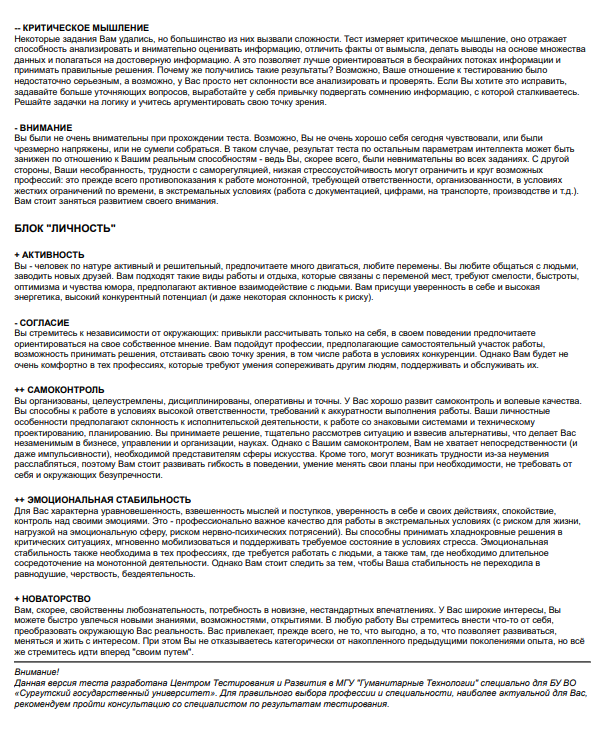 -- КРИТИЧЕСКОЕ МЫШЛЕНИЕ
Некоторые задания Вам удались, но большинство из них вызвали сложности. Тест измеряет критическое мышление, оно отражает
способность анализировать и внимательно оценивать информацию, отличить факты от вымысла, делать выводы на основе множества
данных и полагаться на достоверную информацию. А это позволяет лучше ориентироваться в бескрайних потоках информации и
принимать правильные решения. Почему же получились такие результаты? Возможно, Ваше отношение к тестированию было
недостаточно серьезным, а возможно, у Вас просто нет склонности все анализировать и проверять. Если Вы хотите это исправить,
задавайте больше уточняющих вопросов, выработайте у себя привычку подвергать сомнению информацию, с которой сталкиваетесь.
Решайте задачки на логику и учитесь аргументировать свою точку зрения.
- ВНИМАНИЕ
Вы были не очень внимательны при прохождении теста. Возможно, Вы не очень хорошо себя сегодня чувствовали, или были
чрезмерно напряжены, или не сумели собраться. В таком случае, результат теста по остальным параметрам интеллекта может быть
занижен по отношению к Вашим реальным способностям - ведь Вы, скорее всего, были невнимательны во всех заданиях. С другой
стороны, Ваши несобранность, трудности с саморегуляцией, низкая стрессоустойчивость могут ограничить и круг возможных
профессий: это прежде всего противопоказания к работе монотонной, требующей ответственности, организованности, в условиях
жестких ограничений по времени, в экстремальных условиях (работа с документацией, цифрами, на транспорте, производстве и т.д.).
Вам стоит заняться развитием своего внимания.
БЛОК "ЛИЧНОСТЬ"
+ АКТИВНОСТЬ
Вы - человек по натуре активный и решительный, предпочитаете много двигаться, любите перемены. Вы любите общаться с людьми,
заводить новых друзей. Вам подходят такие виды работы и отдыха, которые связаны с переменой мест, требуют смелости, быстроты,
оптимизма и чувства юмора, предполагают активное взаимодействие с людьми. Вам присущи уверенность в себе и высокая
энергетика, высокий конкурентный потенциал (и даже некоторая склонность к риску).
- СОГЛАСИЕ
Вы стремитесь к независимости от окружающих: привыкли рассчитывать только на себя, в своем поведении предпочитаете
ориентироваться на свое собственное мнение. Вам подойдут профессии, предполагающие самостоятельный участок работы,
возможность принимать решения, отстаивать свою точку зрения, в том числе работа в условиях конкуренции. Однако Вам будет не
очень комфортно в тех профессиях, которые требуют умения сопереживать другим людям, поддерживать и обслуживать их.
++ САМОКОНТРОЛЬ
Вы организованы, целеустремлены, дисциплинированы, оперативны и точны. У Вас хорошо развит самоконтроль и волевые качества.
Вы способны к работе в условиях высокой ответственности, требований к аккуратности выполнения работы. Ваши личностные
особенности предполагают склонность к исполнительской деятельности, к работе со знаковыми системами и техническому
проектированию, планированию. Вы принимаете решение, тщательно рассмотрев ситуацию и взвесив альтернативы, что делает Вас
незаменимым в бизнесе, управлении и организации, науках. Однако с Вашим самоконтролем, Вам не хватает непосредственности (и
даже импульсивности), необходимой представителям сферы искусства. Кроме того, могут возникать трудности из-за неумения
расслабляться, поэтому Вам стоит развивать гибкость в поведении, умение менять свои планы при необходимости, не требовать от
себя и окружающих безупречности.
++ ЭМОЦИОНАЛЬНАЯ СТАБИЛЬНОСТЬ
Для Вас характерна уравновешенность, взвешенность мыслей и поступков, уверенность в себе и своих действиях, спокойствие,
контроль над своими эмоциями. Это - профессионально важное качество для работы в экстремальных условиях (с риском для жизни,
нагрузкой на эмоциональную сферу, риском нервно-психических потрясений). Вы способны принимать хладнокровные решения в
критических ситуациях, мгновенно мобилизоваться и поддерживать требуемое состояние в условиях стресса. Эмоциональная
стабильность также необходима в тех профессиях, где требуется работать с людьми, а также там, где необходимо длительное
сосредоточение на монотонной деятельности. Однако Вам стоит следить за тем, чтобы Ваша стабильность не переходила в
равнодушие, черствость, бездеятельность.
+ НОВАТОРСТВО
Вам, скорее, свойственны любознательность, потребность в новизне, нестандартных впечатлениях. У Вас широкие интересы, Вы
можете быстро увлечься новыми знаниями, возможностями, открытиями. В любую работу Вы стремитесь внести что-то от себя,
преобразовать окружающую Вас реальность. Вас привлекает, прежде всего, не то, что выгодно, а то, что позволяет развиваться,
меняться и жить с интересом. При этом Вы не отказываетесь категорически от накопленного предыдущими поколениями опыта, но всё
же стремитесь идти вперед "своим путем".
Внимание!
Данная версия теста разработана Центром Тестирования и Развития в МГУ "Гуманитарные Технологии" специально для БУ ВО
«Сургутский государственный университет». Для правильного выбора профессии и специальности, наиболее актуальной для Вас,
рекомендуем пройти консультацию со специалистом по результатам тестирования.